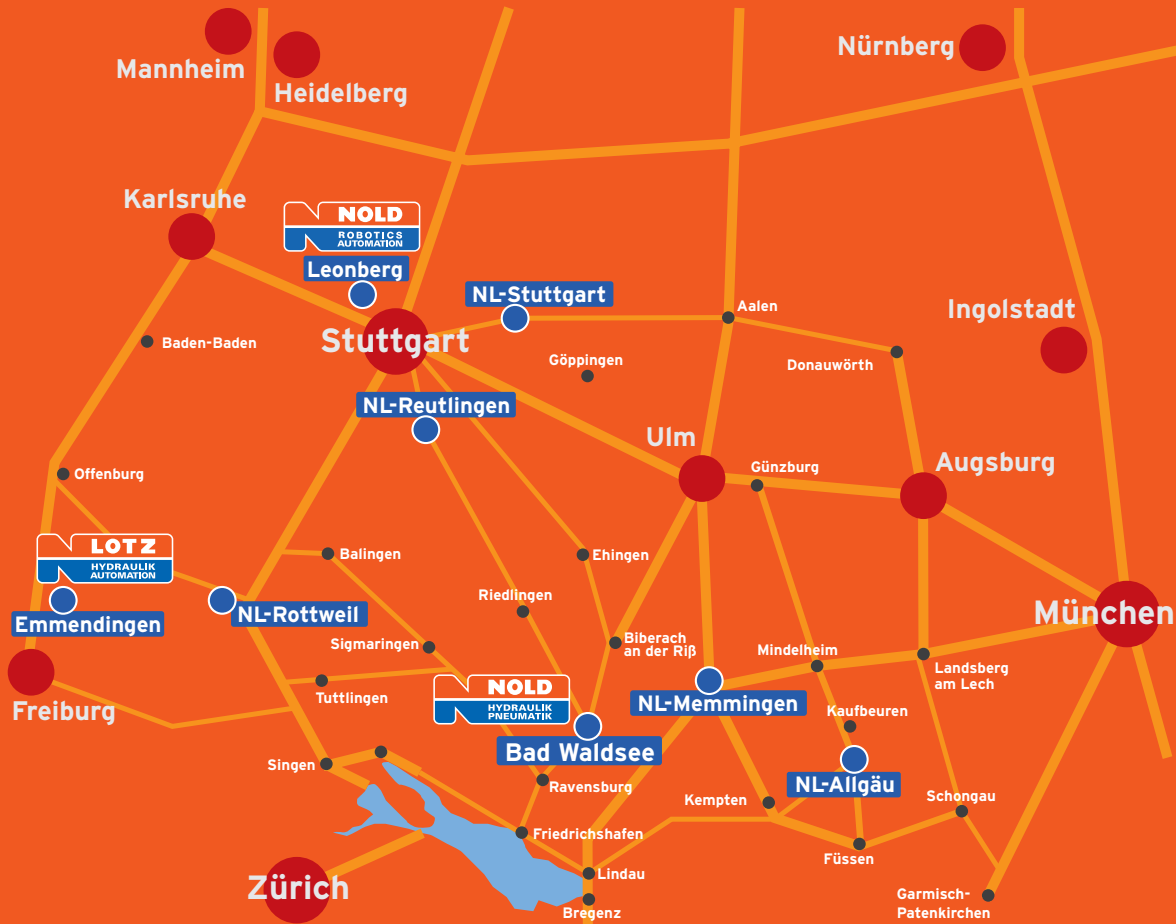 Mannheim
Heidelberg
Nürnberg
Karlsruhe
NOLD
ROBOTICS
AUTOMATION
Leonberg
NL-Stuttgart
Aalen
Ingolstadt
Baden-Baden
Stuttgart
Göppingen
Donauwörth
NL-Reutlingen
Ulm
Offenburg
Günzburg
Augsburg
LOTZ
HYDRAULIK
AUTOMATION
Balingen
Ehingen
Emmendingen
NL-Rottweil
Riedlingen
München
Sigmaringen
Biberach
an der Riß
Mindelheim
Landsberg
am Lech
Freiburg
Tuttlingen
NOLD
HYDRAULIK
PNEUMATIK
NL-Memmingen
Kaufbeuren
Bad Waldsee
Singen
Ravensburg
NL-Allgäu
Kempten
Schongau
Friedrichshafen
Füssen
Zürich
Lindau
Bregenz
Garmisch-
Patenkirchen